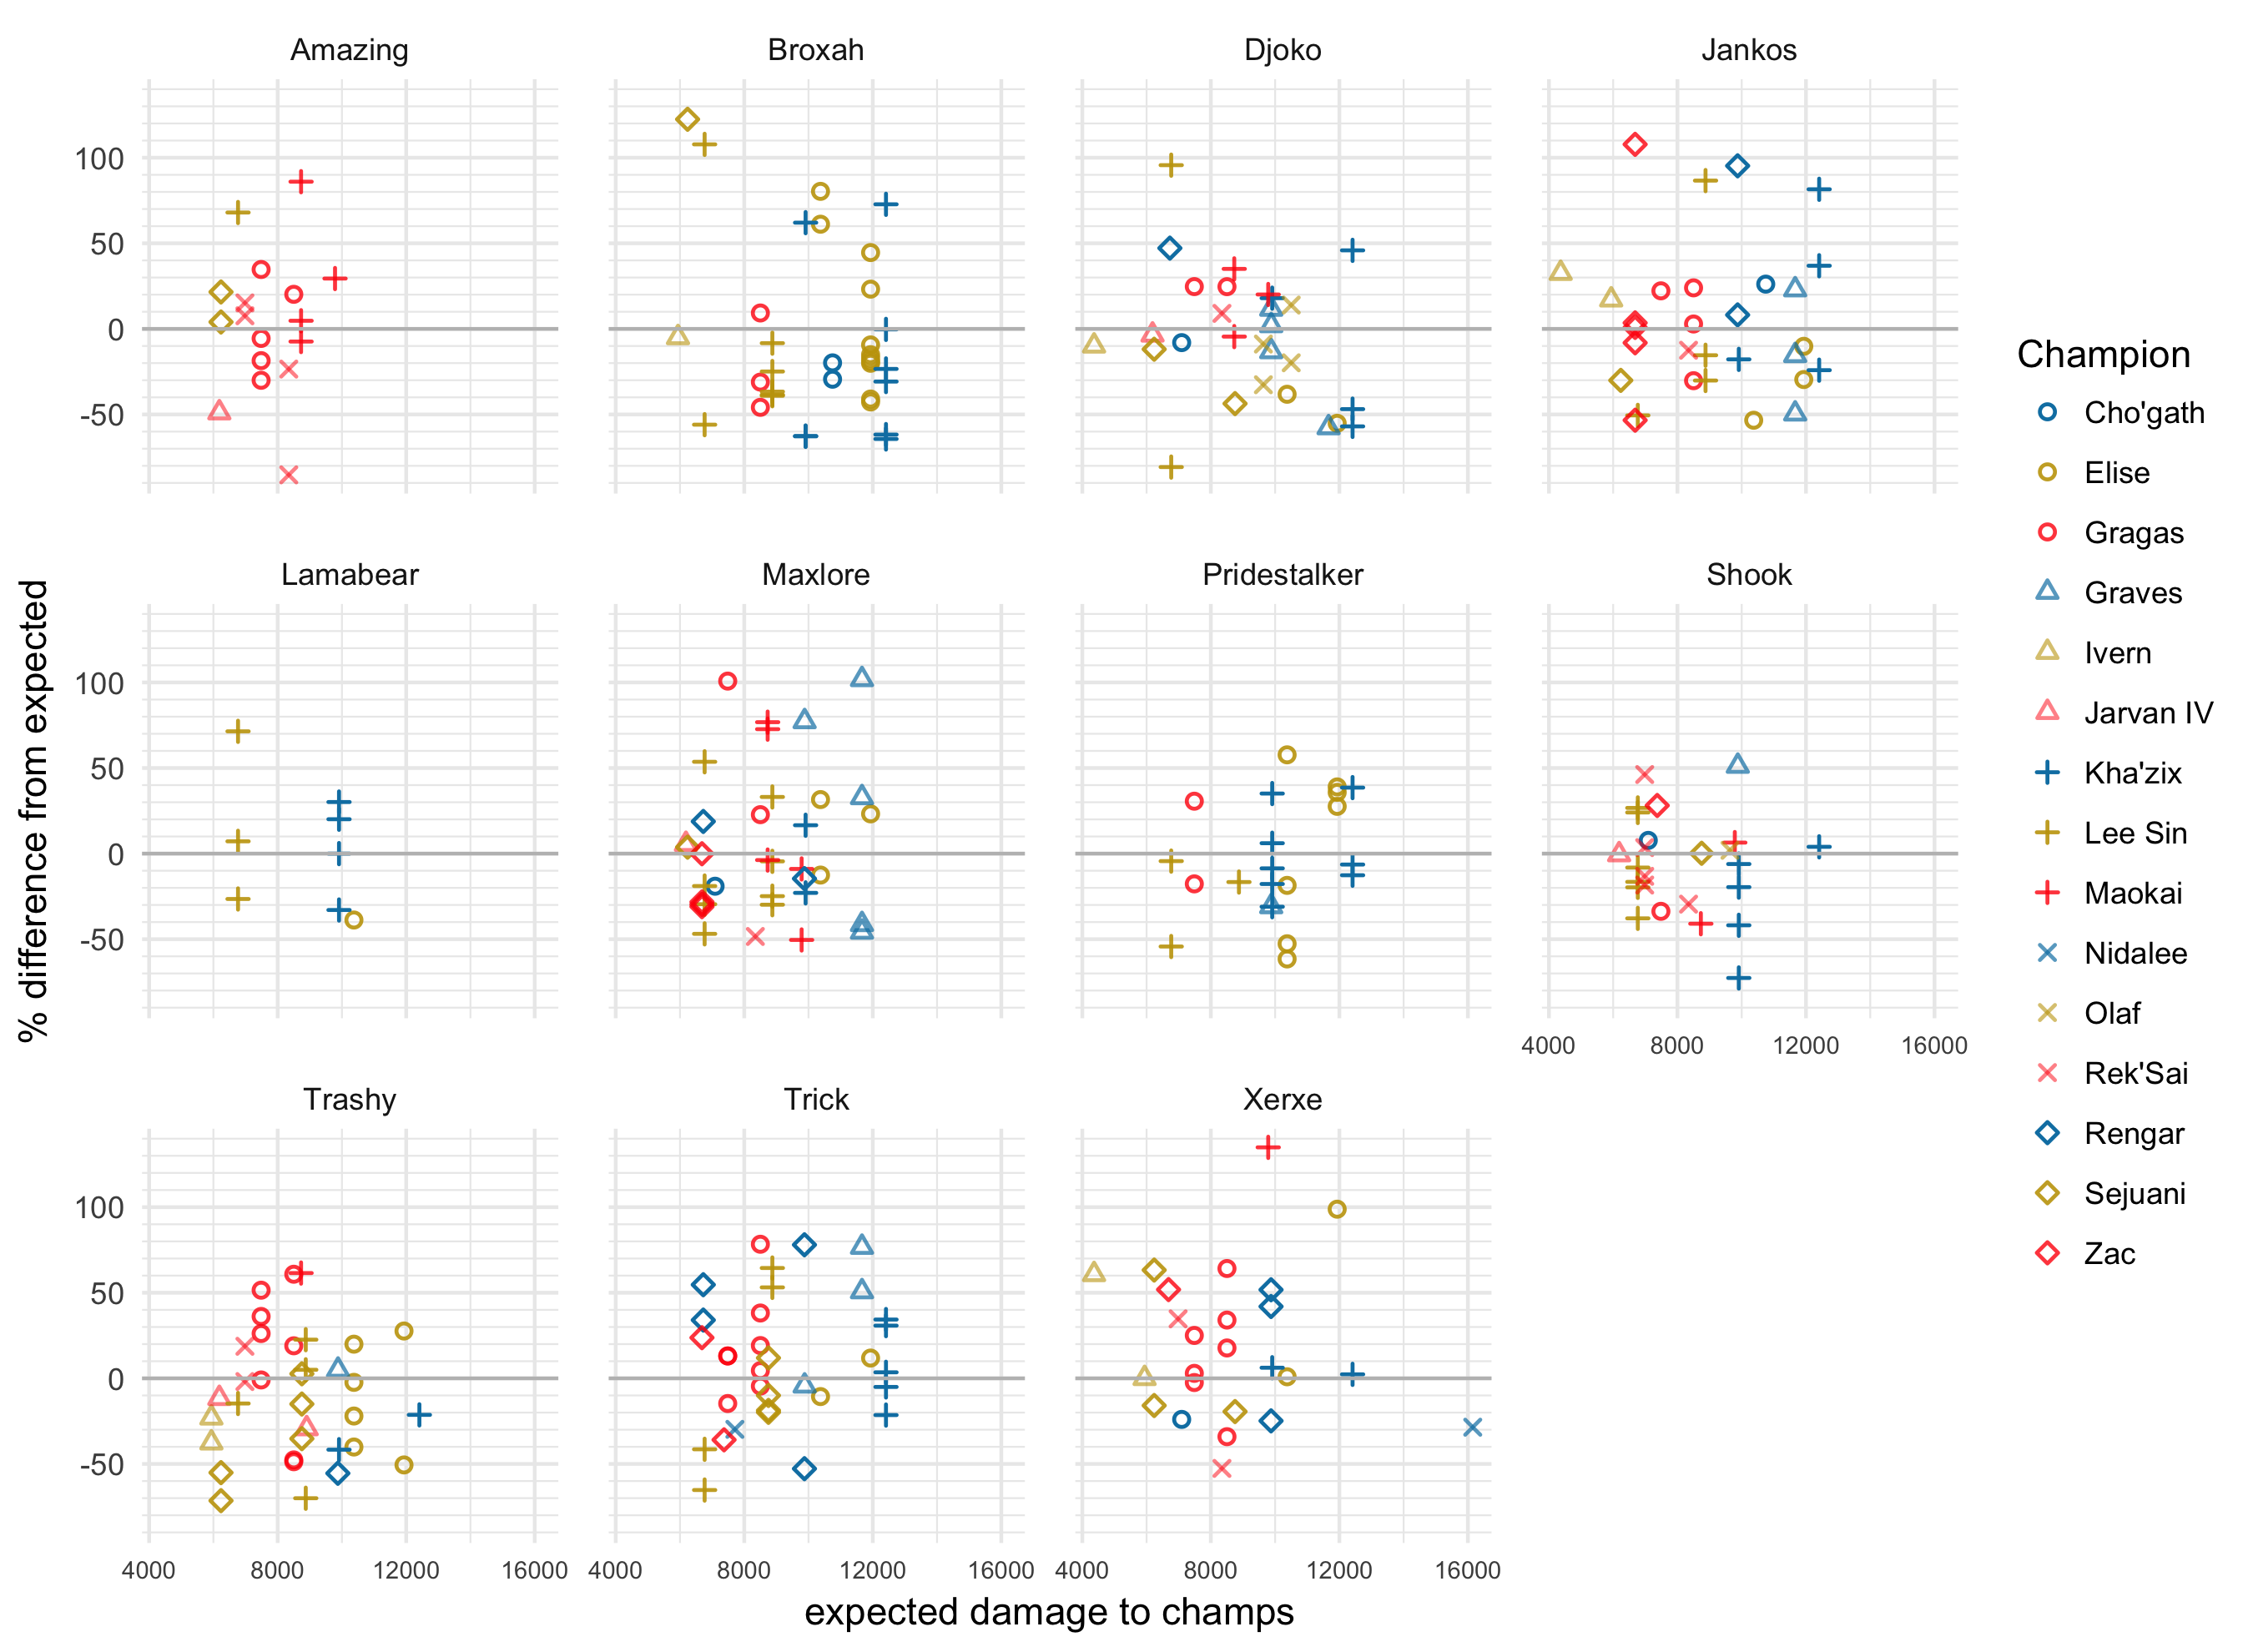 Amazing Broxah Djoko Jankos
100
50
0
-50
Lamabear Maxlore Pridestalker Shook
100
50
0
-50
4000 8000 12000 16000
Trashy Trick Xerxe
100
50
0
-50
4000 8000 12000 16000 4000 8000 12000 16000 4000 8000 12000 16000
expected damage to champs
% difference from expected
Champion
Cho'gath
Elise
Gragas
Graves
Ivern
Jarvan IV
Kha'zix
Lee Sin
Maokai
Nidalee
Olaf
Rek'Sai
Rengar
Sejuani
Zac